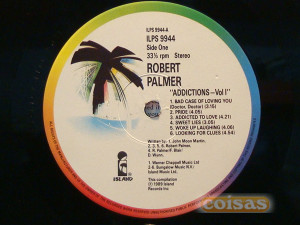 ILPS 9944-A
ILPS 9944
Side One
33⅓ rpm Stereo
ROBERT
PALMER
"ADDICTIONS—Vol I"
1. BAD CASE OF LOVING YOU
(Doctor, Doctor) (3.15)
2. PRIDE (4.05)
3. ADDICTED TO LOVE (4.21)
4. SWEET LIES (3.15)
5. WOKE UP LAUGHING (4.00)
6. LOOKING FOR CLUES (4.54)
Written by:- 1. John Moon Martin,
2, 3, 5, 6. Robert Palmer,
4. R. Palmer/F. Blair/
D. Wynn.
1. Warner Chappell Music Ltd
2-6. Bungalow Music N.V./
Island Music Ltd.
This compilation
ⓟ 1989 Island
Records Inc
ISLAND
coisas